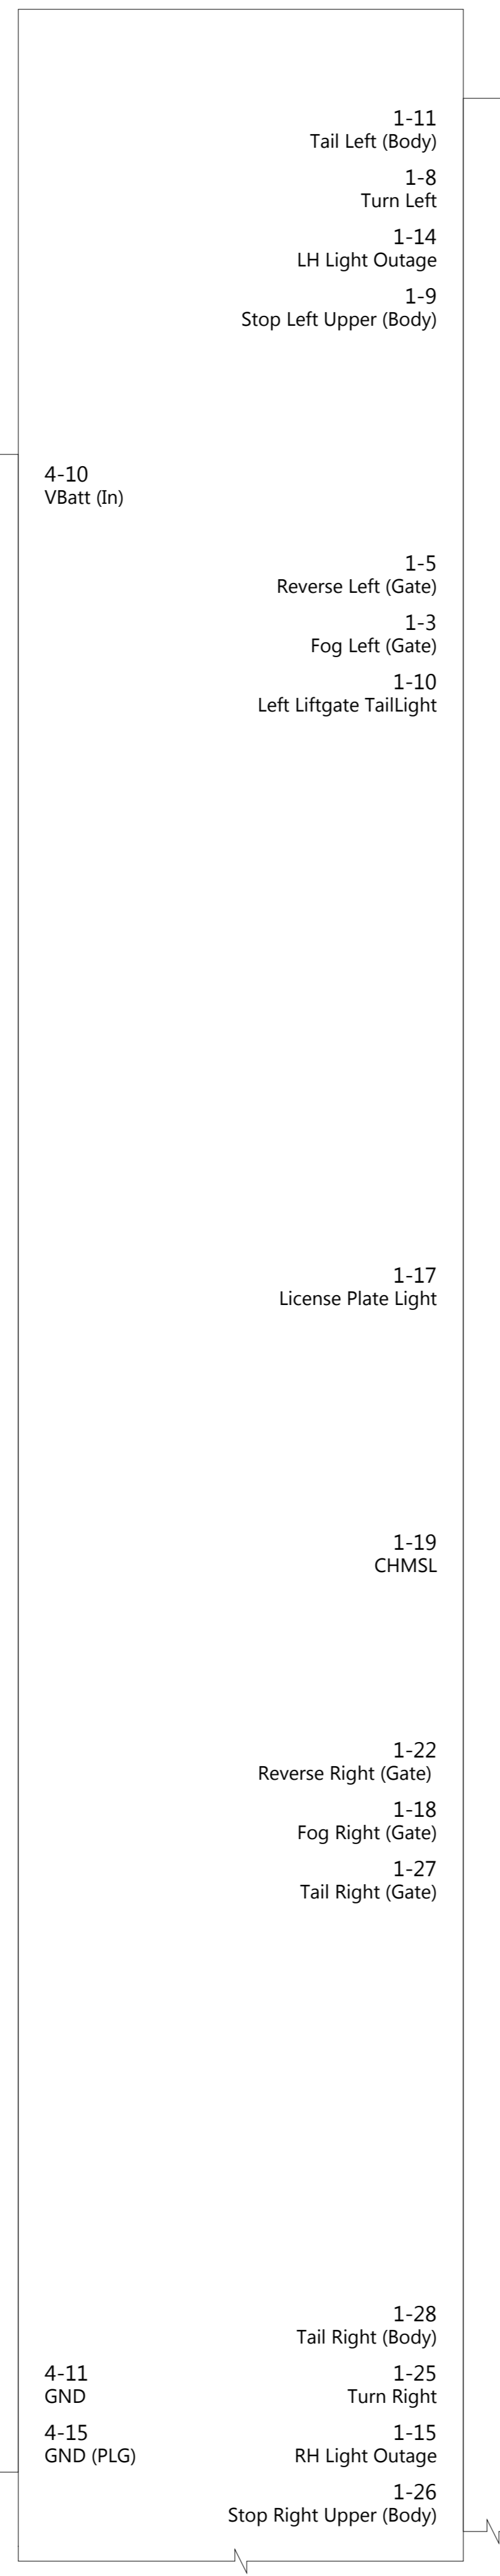 1-11
Tail Left (Body)
1-8
Turn Left
1-14
LH Light Outage
1-9
Stop Left Upper (Body)
4-10
VBatt (In)
1-5
Reverse Left (Gate)
1-3
Fog Left (Gate)
1-10
Left Liftgate TailLight
1-17
License Plate Light
1-19
CHMSL
1-22
Reverse Right (Gate)
1-18
Fog Right (Gate)
1-27
Tail Right (Gate)
1-28
Tail Right (Body)
4-11
GND
1-25
Turn Right
4-15
GND (PLG)
1-15
RH Light Outage
1-26
Stop Right Upper (Body)